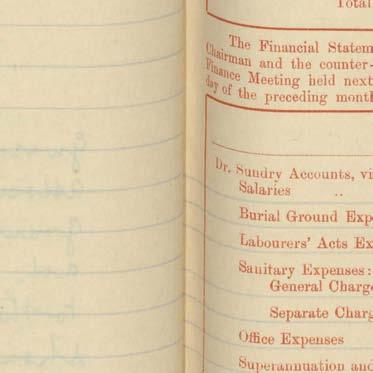 Total
The Financial Statem
Chairman and the counter-
Finance Meeting held next
day of the preceding month
Dr. Sundry Accounts, vi
Salaries ..
Burial Ground Exp
Labourers' Acts Ex
Sanitary Expenses:
General Charge
Separate Charg
Office Expenses
Superannuation and